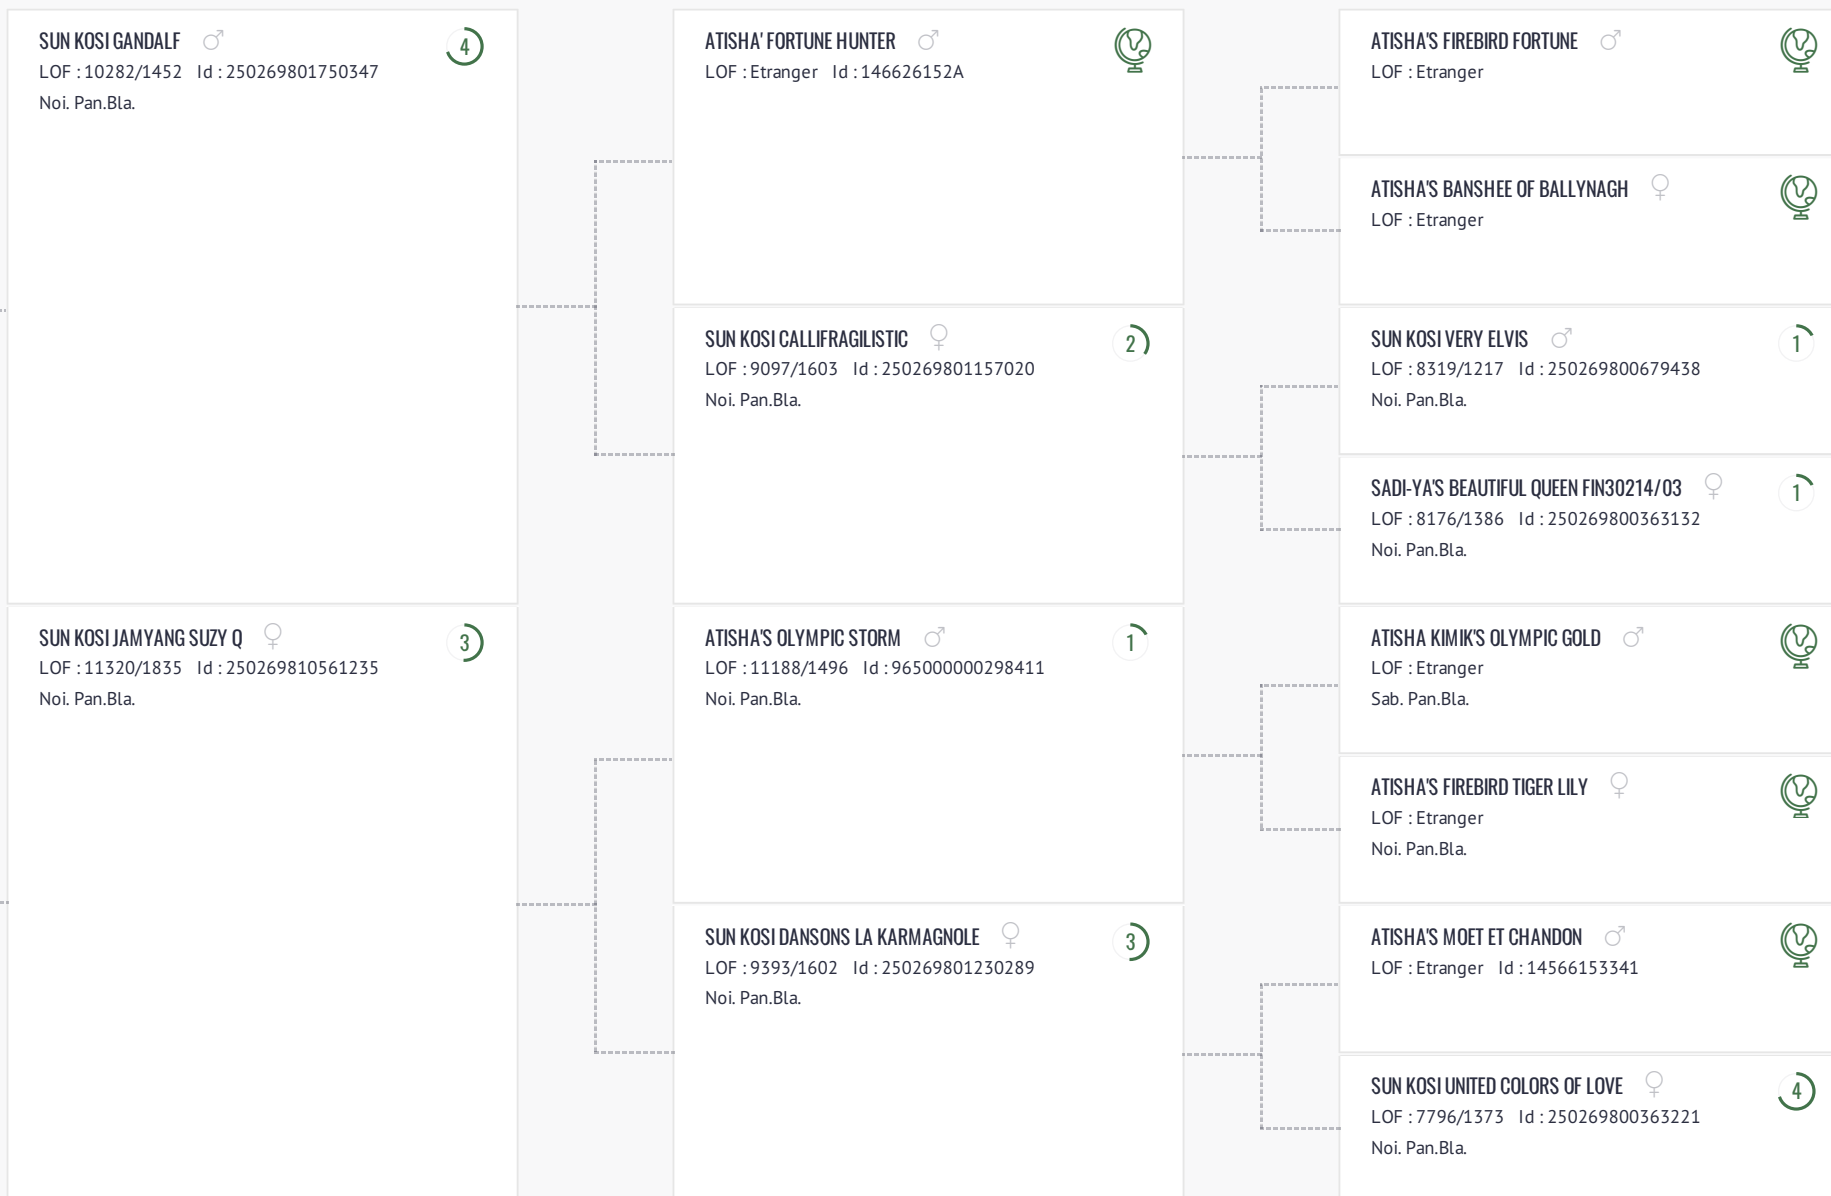 SUN KOSI GANDALF
4
LOF : 10282/1452 Id : 250269801750347
Noi. Pan.Bla.
SUN KOSI JAMYANG SUZY Q
3
LOF : 11320/1835 Id : 250269810561235
Noi. Pan.Bla.
ATISHA' FORTUNE HUNTER
LOF : Etranger Id : 146626152A
SUN KOSI CALLIFRAGILISTIC
2
LOF : 9097/1603 Id : 250269801157020
Noi. Pan.Bla.
ATISHA'S OLYMPIC STORM
1
LOF : 11188/1496 Id : 965000000298411
Noi. Pan.Bla.
SUN KOSI DANSONS LA KARMAGNOLE
3
LOF : 9393/1602 Id : 250269801230289
Noi. Pan.Bla.
ATISHA'S FIREBIRD FORTUNE
LOF : Etranger
ATISHA'S BANSHEE OF BALLYNAGH
LOF : Etranger
SUN KOSI VERY ELVIS
1
LOF : 8319/1217 Id : 250269800679438
Noi. Pan.Bla.
SADI-YA'S BEAUTIFUL QUEEN FIN30214/03
1
LOF : 8176/1386 Id : 250269800363132
Noi. Pan.Bla.
ATISHA KIMIK'S OLYMPIC GOLD
LOF : Etranger
Sab. Pan.Bla.
ATISHA'S FIREBIRD TIGER LILY
LOF : Etranger
Noi. Pan.Bla.
ATISHA'S MOET ET CHANDON
LOF : Etranger Id : 14566153341
SUN KOSI UNITED COLORS OF LOVE
4
LOF : 7796/1373 Id : 250269800363221
Noi. Pan.Bla.